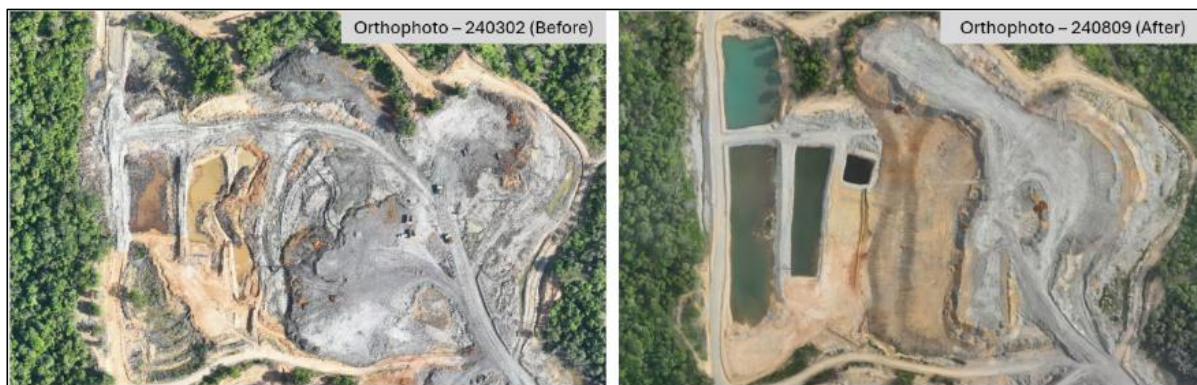 Orthophoto – 240302 (Before)
Orthophoto – 240809 (After)